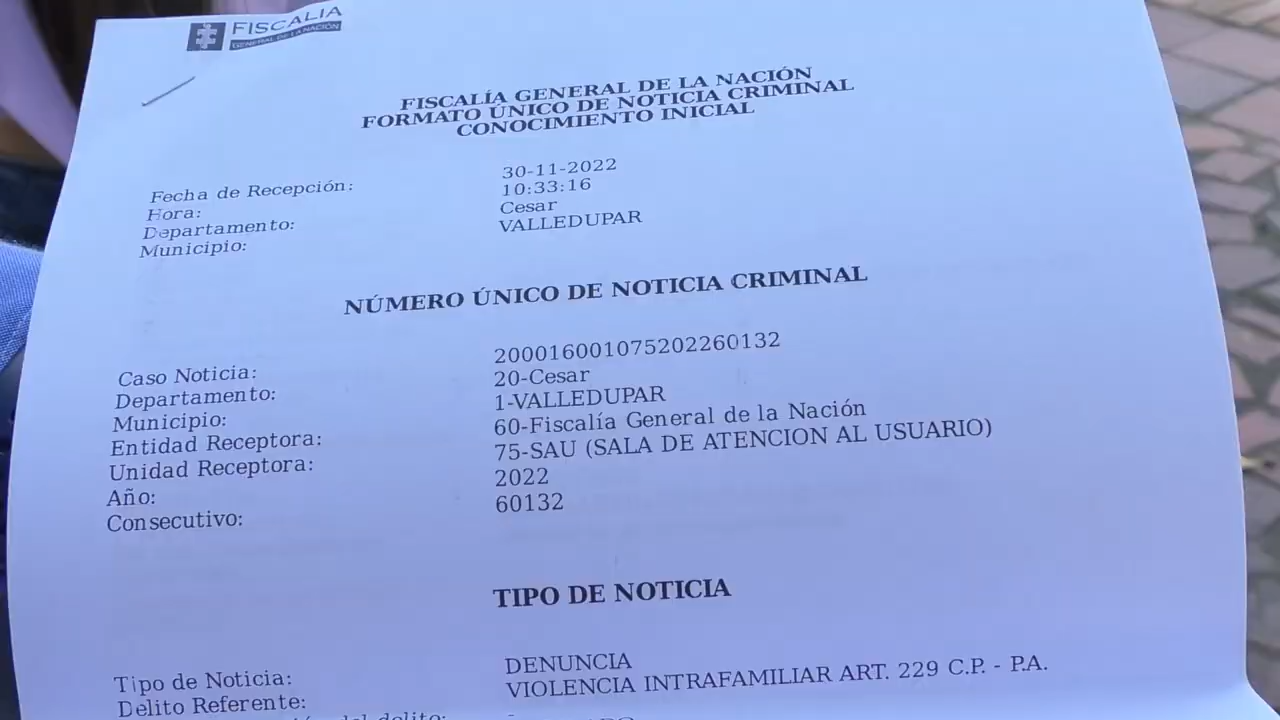 FISCALIA
GENERAL DE LA NACIÓN
FISCALÍA GENERAL DE LA NACIÓN
FORMATO ÚNICO DE NOTICIA CRIMINAL
CONOCIMIENTO INICIAL
Fecha de Recepción: 30-11-2022
Hora: 10:33:16
Departamento: Cesar
Municipio: VALLEDUPAR
NÚMERO ÚNICO DE NOTICIA CRIMINAL
Caso Noticia: 200016001075202260132
Departamento: 20-Cesar
Municipio: 1-VALLEDUPAR
Entidad Receptora: 60-Fiscalía General de la Nación
Unidad Receptora: 75-SAU (SALA DE ATENCION AL USUARIO)
Año: 2022
Consecutivo: 60132
TIPO DE NOTICIA
Tipo de Noticia: DENUNCIA
Delito Referente: VIOLENCIA INTRAFAMILIAR ART. 229 C.P. - P.A.
del delito: